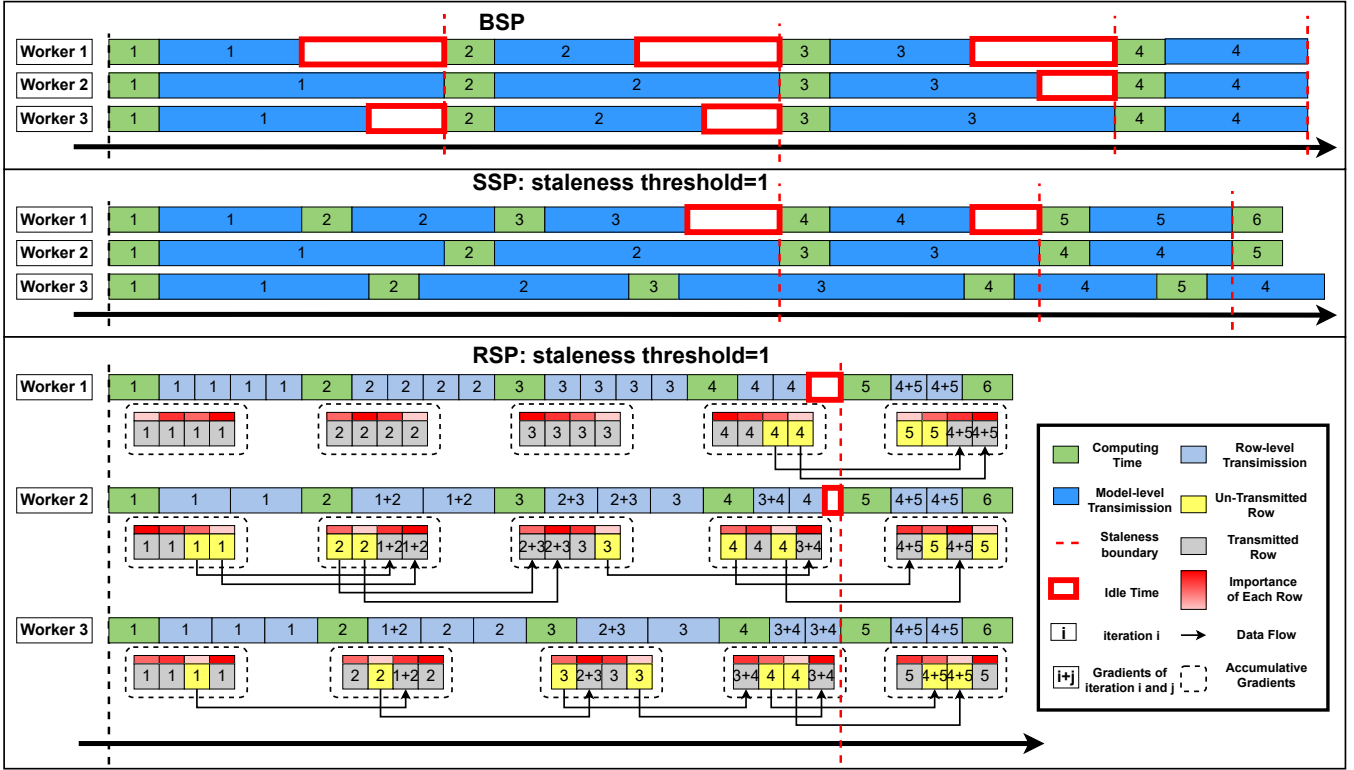 BSP
Worker 1 1 1 2 2 3 3 4 4
Worker 2 1 1 2 2 3 3 4 4
Worker 3 1 1 2 2 3 3 4 4
SSP: staleness threshold=1
Worker 1 1 1 2 2 3 3 4 4 5 5 6
Worker 2 1 1 2 2 3 3 4 4 5
Worker 3 1 1 2 2 3 3 4 4 5 4
RSP: staleness threshold=1
Worker 1 1 1 1 1 1 2 2 2 2 2 3 3 3 3 3 4 4 4 5 4+5 4+5 6
1 1 1 1 2 2 2 2 3 3 3 3 4 4 4 4 5 5 4+5 4+5
Worker 2 1 1 1 2 1+2 1+2 3 2+3 2+3 3 4 3+4 4 5 4+5 4+5 6
1 1 1 1 2 2 1+2 1+2 2+3 2+3 3 3 4 4 4 3+4 4+5 5 4+5 5
Worker 3 1 1 1 1 2 1+2 2 2 3 2+3 3 4 3+4 3+4 5 4+5 4+5 6
1 1 1 1 2 2 1+2 2 3 2+3 3 3 3+4 4 4 3+4 5 4+5 4+5 5
Computing
Time
Row-level
Transimission
Model-level
Transimission
Un-Transmitted
Row
Staleness
boundary
Transmitted
Row
Idle Time
Importance
of Each Row
i iteration i
Data Flow
i+j Gradients of
iteration i and j
Accumulative
Gradients